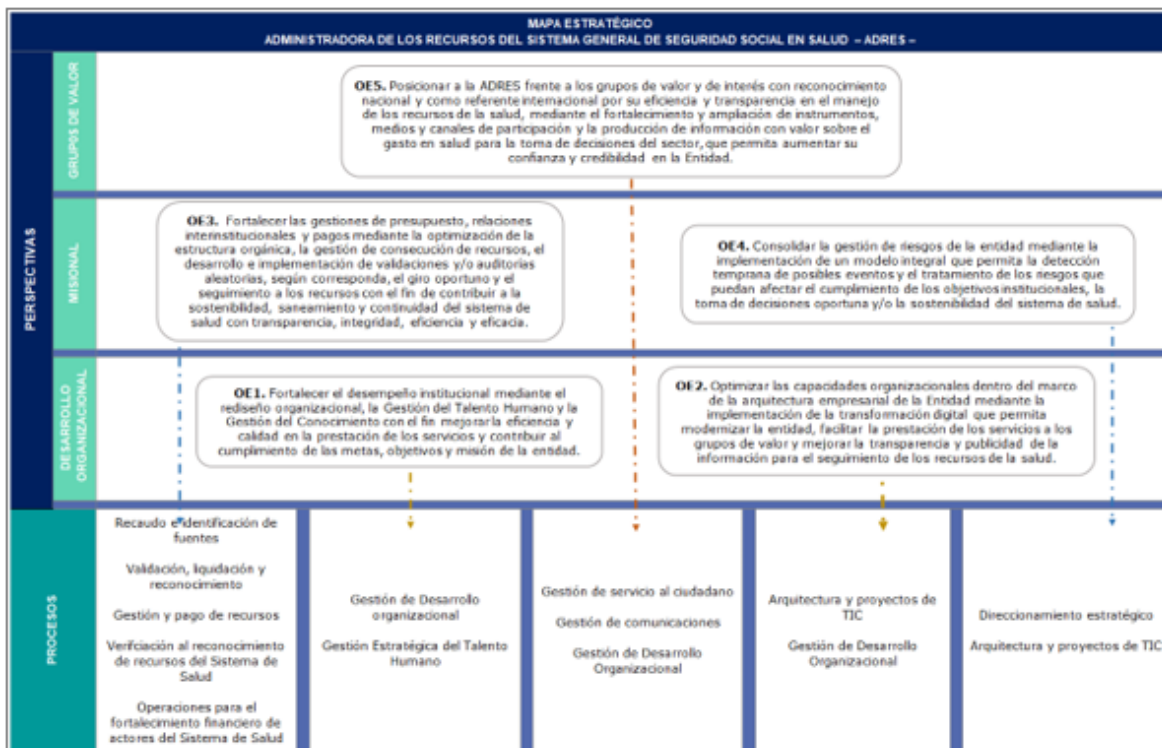 MAPA ESTRATÉGICO
ADMINISTRADORA DE LOS RECURSOS DEL SISTEMA GENERAL DE SEGURIDAD SOCIAL EN SALUD – ADRES –
PERSPECTIVAS
GRUPOS DE VALOR
OE5. Posicionar a la ADRES frente a los grupos de valor y de interés con reconocimiento
nacional y como referente internacional por su eficiencia y transparencia en el manejo
de los recursos de la salud, mediante el fortalecimiento y ampliación de instrumentos,
medios y canales de participación y la producción de información con valor sobre el
gasto en salud para la toma de decisiones del sector, que permita aumentar su
confianza y credibilidad en la Entidad.
MISIONAL
OE3. Fortalecer las gestiones de presupuesto, relaciones
interinstitucionales y pagos mediante la optimización de la
estructura orgánica, la gestión de consecución de recursos, el
desarrollo e implementación de validaciones y/o auditorias
aleatorias, según corresponda, el giro oportuno y el
seguimiento a los recursos con el fin de contribuir a la
sostenibilidad, saneamiento y continuidad del sistema de
salud con transparencia, integridad, eficiencia y eficacia.
OE4. Consolidar la gestión de riesgos de la entidad mediante la
implementación de un modelo integral que permita la detección
temprana de posibles eventos y el tratamiento de los riesgos que
puedan afectar el cumplimiento de los objetivos institucionales, la
toma de decisiones oportuna y/o la sostenibilidad del sistema de salud.
DESARROLLO
ORGANIZACIONAL
OE1. Fortalecer el desempeño institucional mediante el
rediseño organizacional, la Gestión del Talento Humano y la
Gestión del Conocimiento con el fin mejorar la eficiencia y
calidad en la prestación de los servicios y contribuir al
cumplimiento de las metas, objetivos y misión de la entidad.
OE2. Optimizar las capacidades organizacionales dentro del marco
de la arquitectura empresarial de la Entidad mediante la
implementación de la transformación digital que permita
modernizar la entidad, facilitar la prestación de los servicios a los
grupos de valor y mejorar la transparencia y publicidad de la
información para el seguimiento de los recursos de la salud.
PROCESOS
Recaudo e identificación de
fuentes
Validación, liquidación y
reconocimiento
Gestión y pago de recursos
Verificiación al reconocimiento
de recursos del Sistema de
Salud
Operaciones para el
fortalecimiento financiero de
actores del Sistema de Salud
Gestión de Desarrollo
organizacional
Gestión Estratégica del Talento
Humano
Gestión de servicio al ciudadano
Gestión de comunicaciones
Gestión de Desarrollo
Organizacional
Arquitectura y proyectos de
TIC
Gestión de Desarrollo
Organizacional
Direccionamiento estratégico
Arquitectura y proyectos de TIC